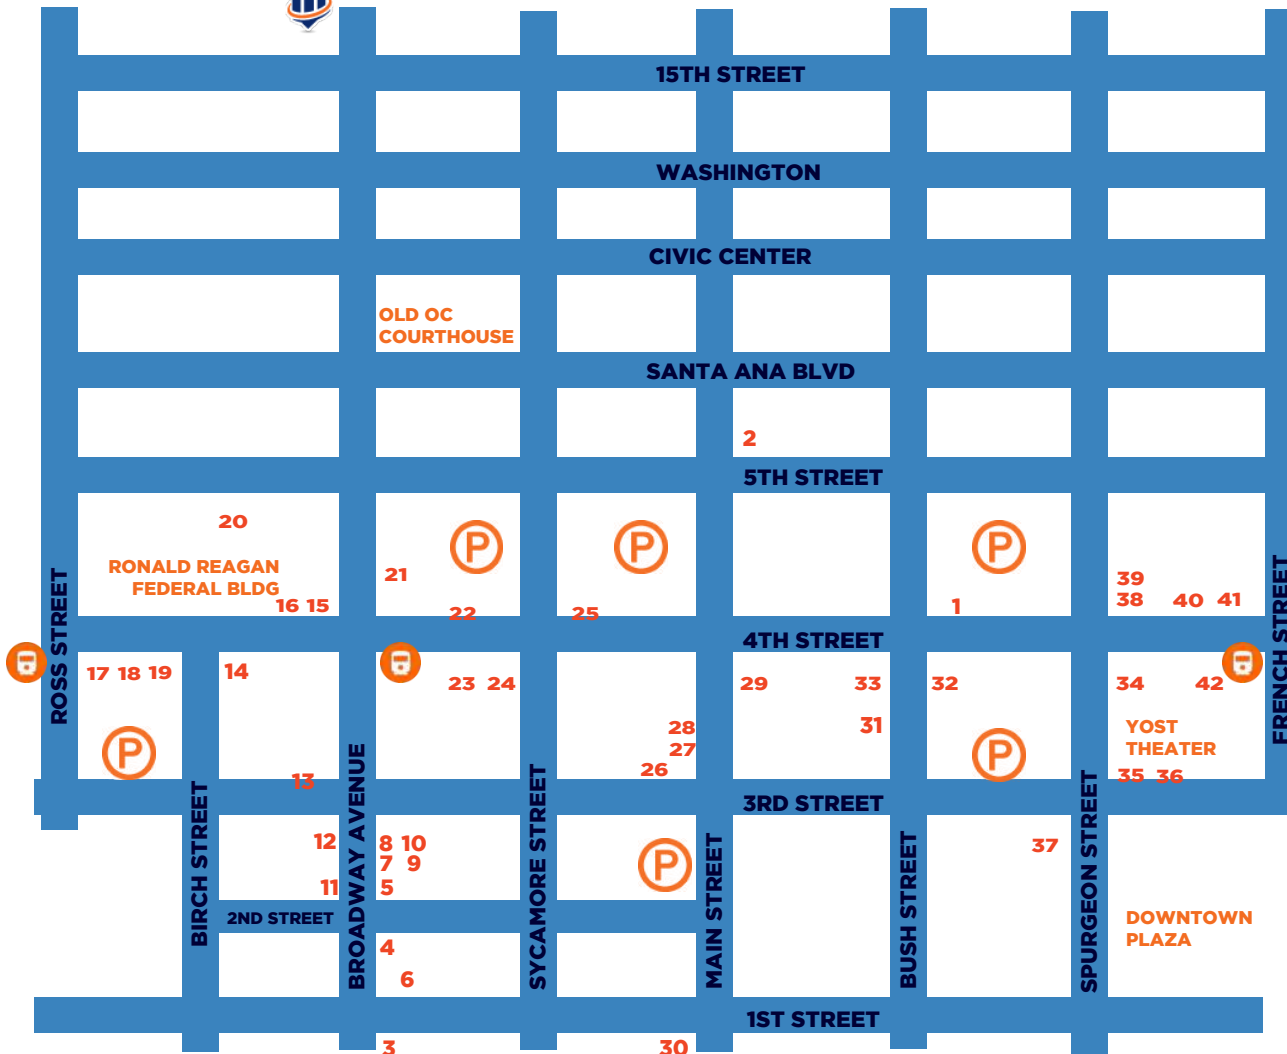 15TH STREET
WASHINGTON
CIVIC CENTER
OLD OC
COURTHOUSE
SANTA ANA BLVD
2
5TH STREET
20
P
P
P
RONALD REAGAN
FEDERAL BLDG
21
39
16 15
22
25
1
38 40 41
ROSS STREET
4TH STREET
FRENCH STREET
17 18 19
14
23 24
29
33
32
34
42
28
31
YOST
THEATER
27
26
P
P
13
35 36
3RD STREET
BIRCH STREET
BROADWAY AVENUE
SYCAMORE STREET
MAIN STREET
BUSH STREET
SPURGEON STREET
12
8 10
7 9
37
P
11
5
2ND STREET
DOWNTOWN
PLAZA
4
6
1ST STREET
3
30